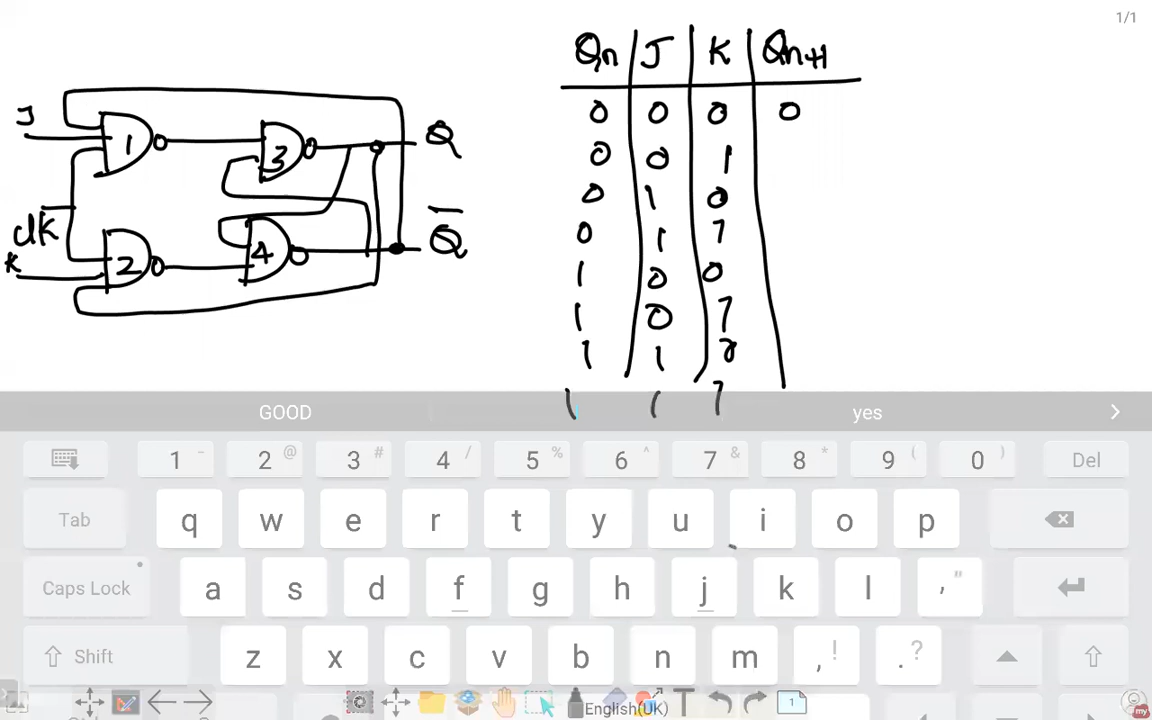 1/1
Qn J K Qn+1
0 0 0 0
0 0 1
0 1 0
0 1 1
1 0 0
1 0 1
1 1
1 1 1
J
1
3
Q
clk
K
2
4
Q̅
GOOD yes
1 - 2 @ 3 # 4 / 5 % 6 ^ 7 & 8 * 9 ( 0 ) Del
Tab q w e r t y u i o p
Caps Lock a s d f g h j k l , "
Shift z x c v b n m , ! . ?
T English(UK) 1 my